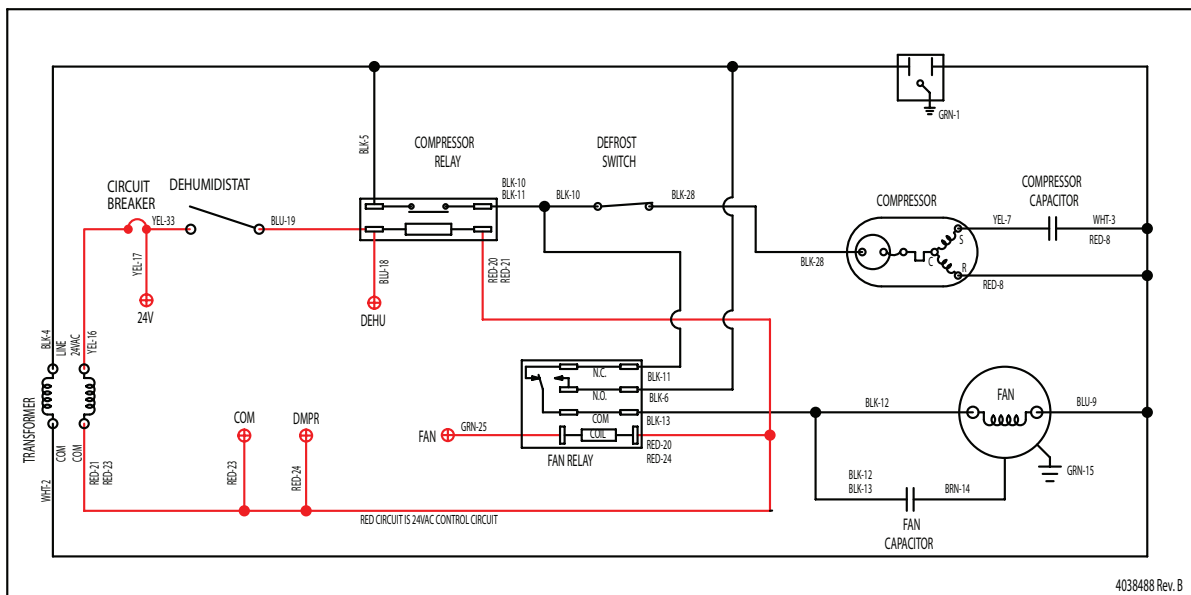 GRN-1
BLK-5
COMPRESSOR
RELAY
DEFROST
SWITCH
BLK-10
BLK-11
BLK-10
BLK-28
CIRCUIT
BREAKER
DEHUMIDISTAT
YEL-33
BLU-19
COMPRESSOR
COMPRESSOR
CAPACITOR
YEL-7
WHT-3
RED-8
S
C
R
BLK-28
RED-8
YEL-17
24V
BLU-18
DEHU
RED-20
RED-21
BLK-4
LINE
24VAC
YEL-16
TRANSFORMER
COM
COM
WHT-2
RED-21
RED-23
COM
RED-23
DMPR
RED-24
FAN
GRN-25
N.C.
BLK-11
N.O.
BLK-6
COM
BLK-13
COIL
RED-20
RED-24
FAN RELAY
BLK-12
FAN
BLU-9
GRN-15
BLK-12
BLK-13
BRN-14
FAN
CAPACITOR
RED CIRCUIT IS 24VAC CONTROL CIRCUIT
4038488 Rev. B